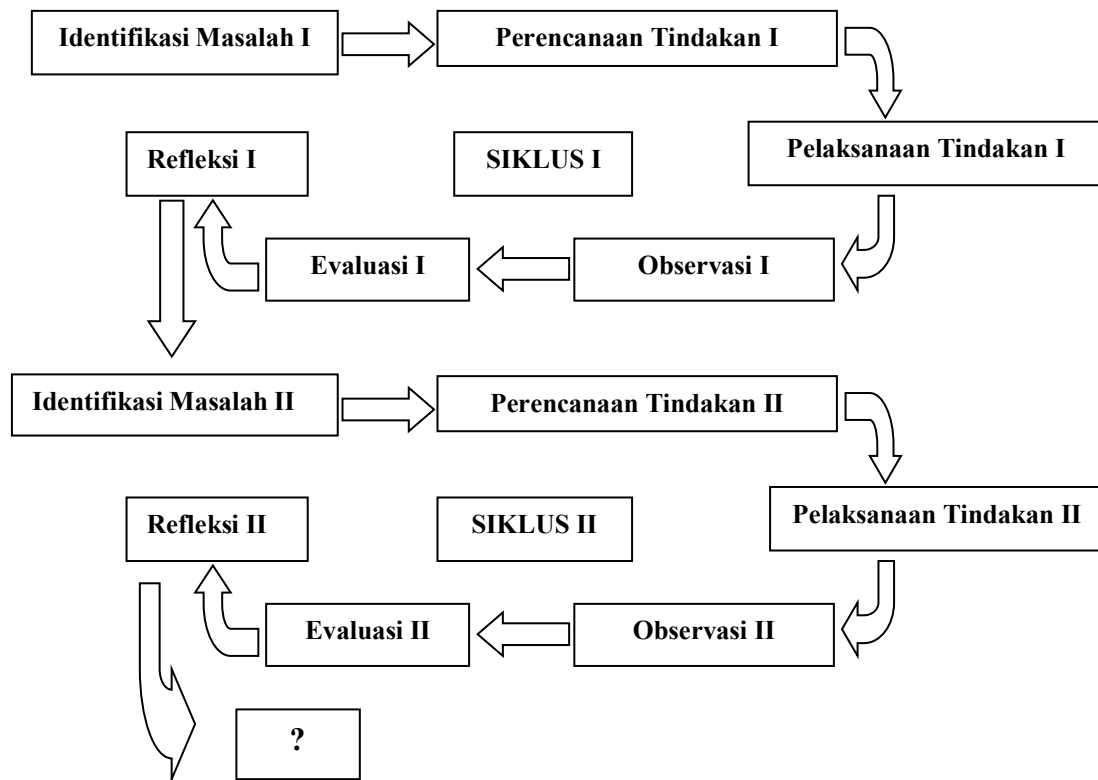 Identifikasi Masalah I
Perencanaan Tindakan I
Pelaksanaan Tindakan I
Refleksi I
SIKLUS I
Evaluasi I
Observasi I
Identifikasi Masalah II
Perencanaan Tindakan II
Pelaksanaan Tindakan II
Refleksi II
SIKLUS II
Evaluasi II
Observasi II
?